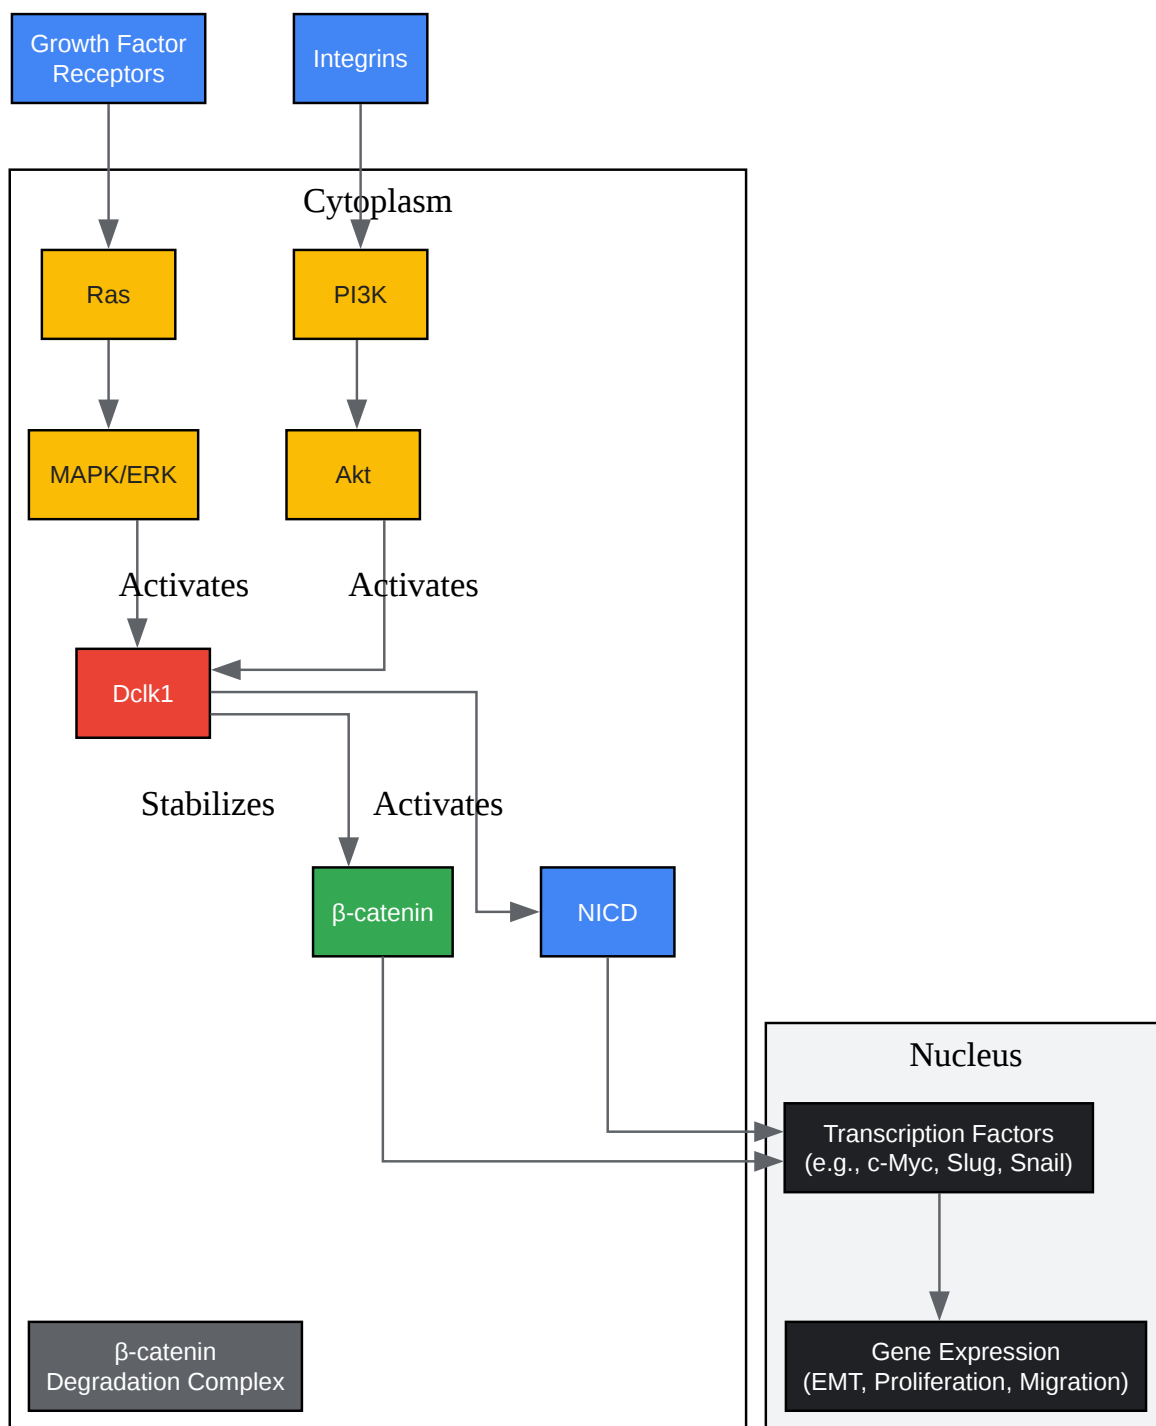 Growth Factor
Receptors
Integrins
Cytoplasm
Ras
PI3K
MAPK/ERK
Akt
Activates
Activates
Dclk1
Stabilizes
Activates
β-catenin
NICD
Nucleus
Transcription Factors
(e.g., c-Myc, Slug, Snail)
β-catenin
Degradation Complex
Gene Expression
(EMT, Proliferation, Migration)